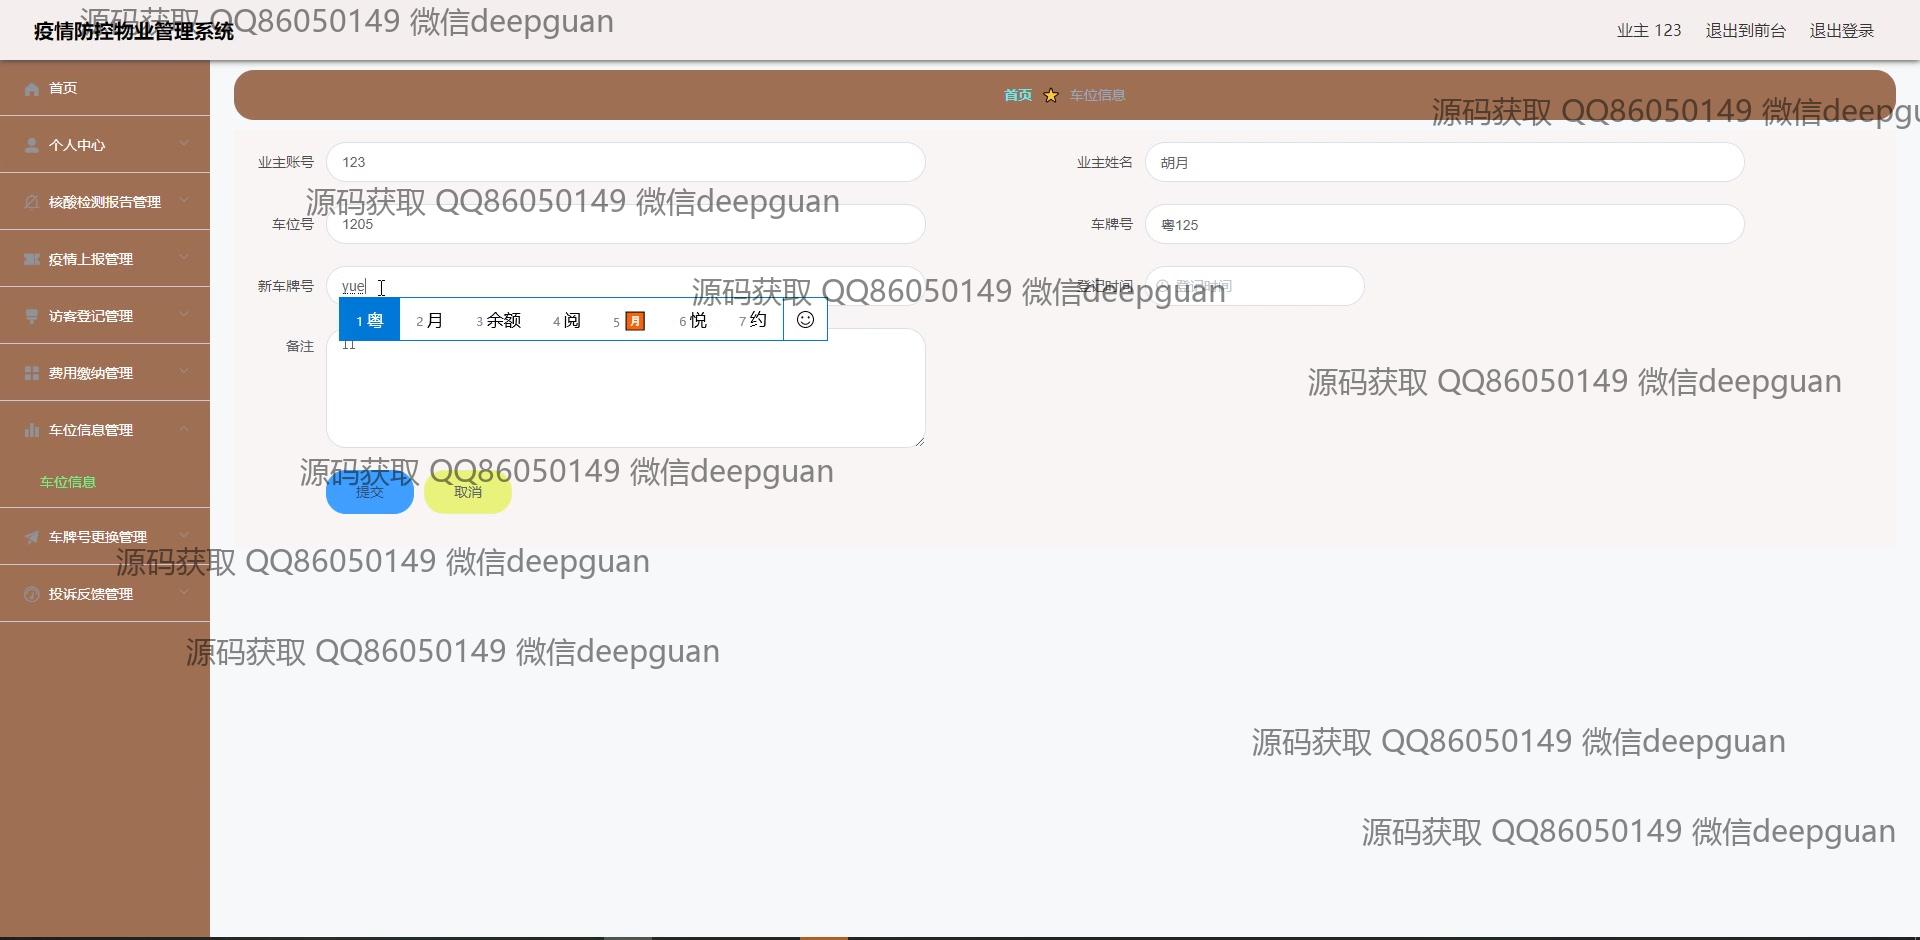 疫情防控物业管理系统
源码获取 QQ86050149 微信deepguan
业主 123 退出到前台 退出登录
首页
个人中心
核酸检测报告管理
疫情上报管理
访客登记管理
费用缴纳管理
车位信息管理
车位信息
车牌号更换管理
投诉反馈管理
首页 车位信息
源码获取 QQ86050149 微信deepgu
业主账号 123
业主姓名 胡月
源码获取 QQ86050149 微信deepguan
车位号 1205
车牌号 粤125
新车牌号 yue
登记时间 登记时间
源码获取 QQ86050149 微信deepguan
1 粤 2 月 3 余额 4 阅 5 月 6 悦 7 约
备注 11
源码获取 QQ86050149 微信deepguan
源码获取 QQ86050149 微信deepguan
提交 取消
源码获取 QQ86050149 微信deepguan
源码获取 QQ86050149 微信deepguan
源码获取 QQ86050149 微信deepguan
源码获取 QQ86050149 微信deepguan